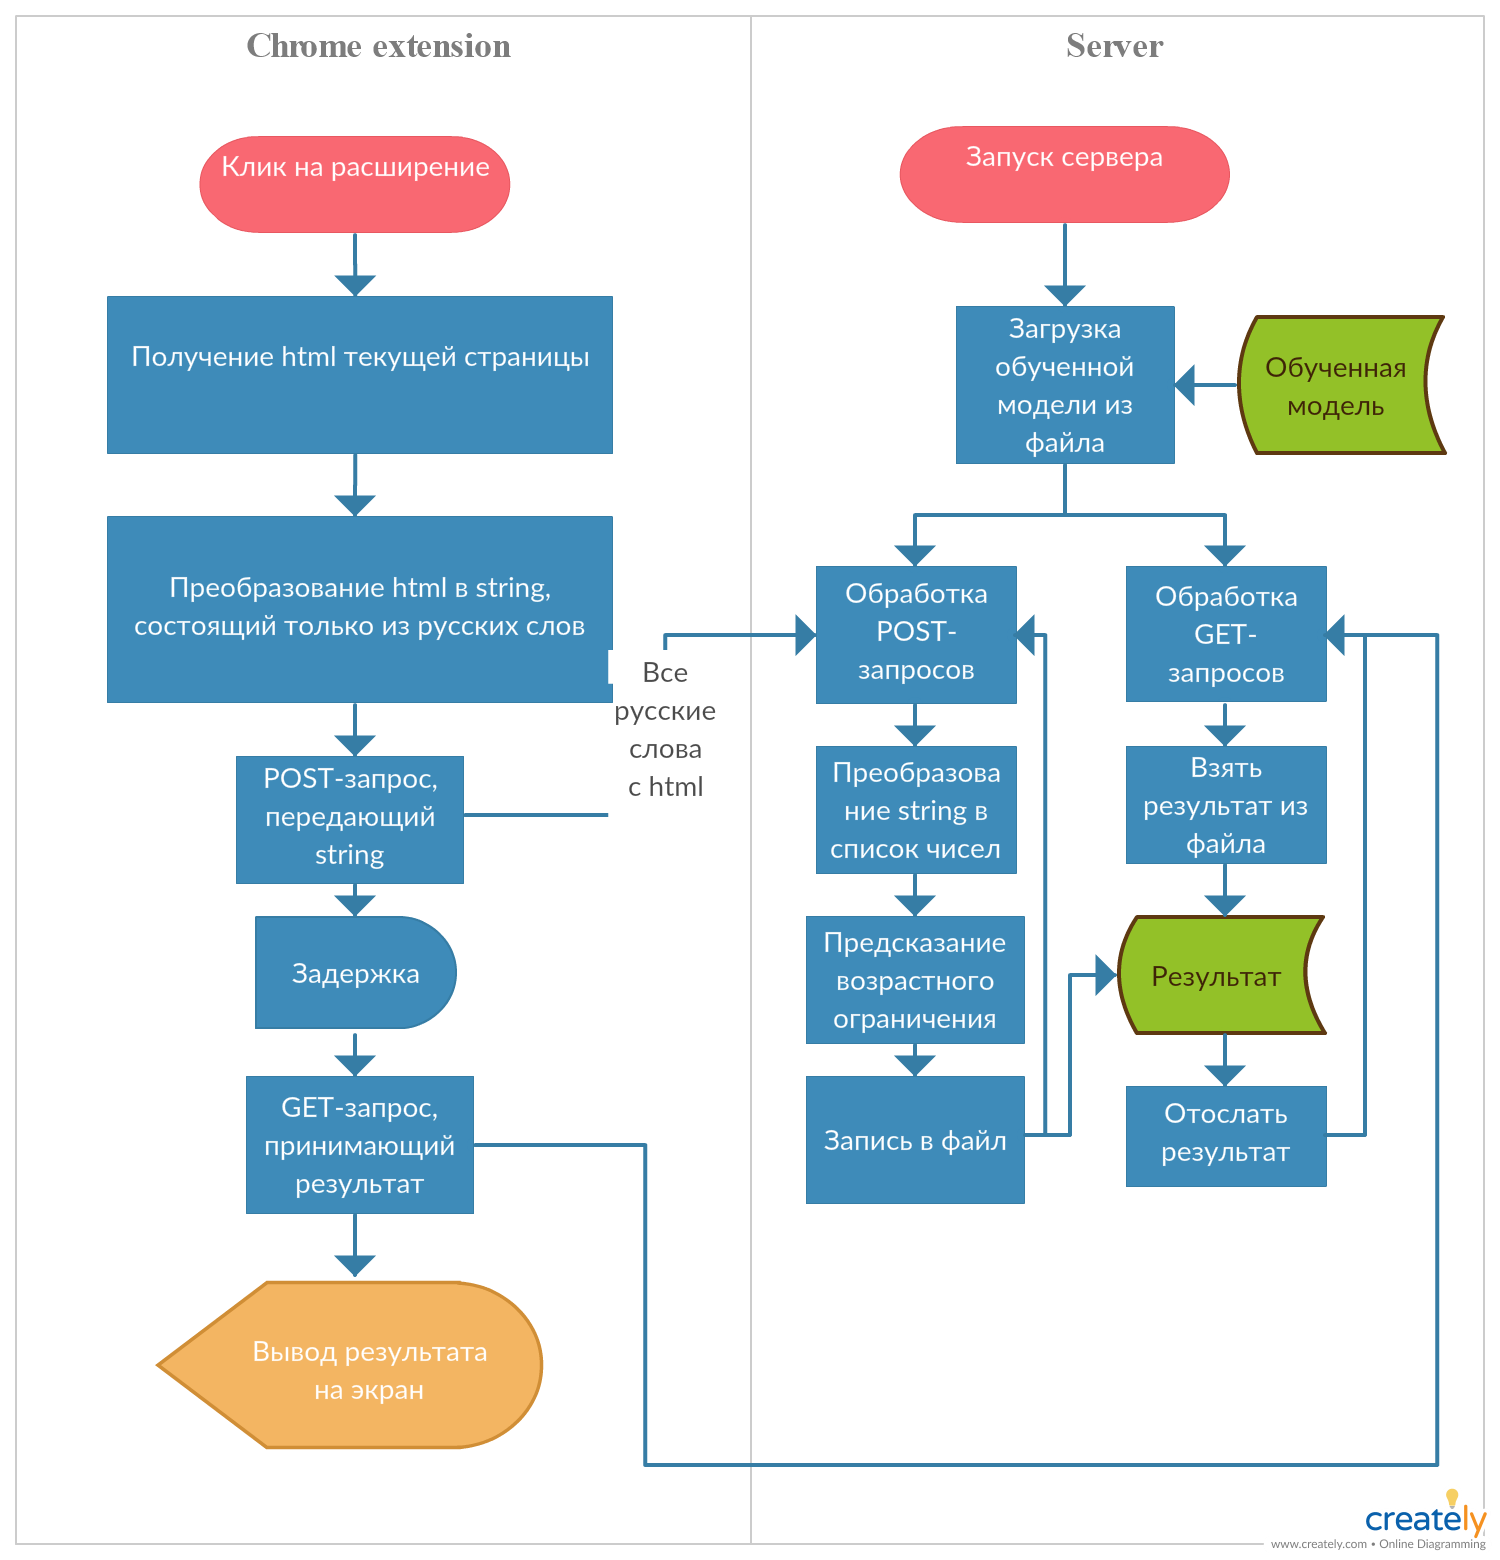 Chrome extension
Клик на расширение
Получение html текущей страницы
Преобразование html в string,
состоящий только из русских слов
Все
русские
слова
с html
POST-запрос,
передающий
string
Задержка
GET-запрос,
принимающий
результат
Вывод результата
на экран
Server
Запуск сервера
Загрузка
обученной
модели из
файла
Обученная
модель
Обработка
POST-
запросов
Преобразова
ние string в
список чисел
Предсказание
возрастного
ограничения
Запись в файл
Обработка
GET-
запросов
Взять
результат из
файла
Результат
Отослать
результат
creately
www.creately.com • Online Diagramming